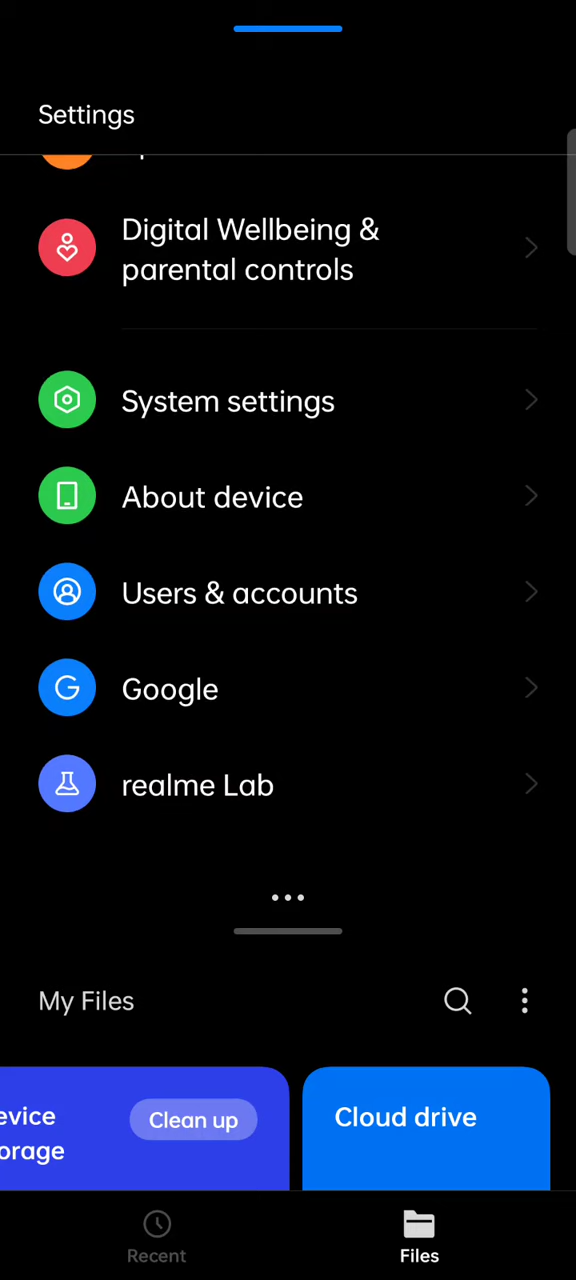 Settings
Digital Wellbeing &
parental controls
System settings
About device
Users & accounts
Google
realme Lab
My Files
evice
orage
Clean up
Cloud drive
Recent
Files